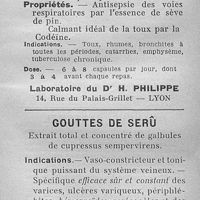 Propriétés. — Antisepsie des voies
respiratoires par l'essence de sève
de pin.
Calmant idéal de la toux par la
Codéine.
Indications. — Toux, rhumes, bronchites à
toutes les périodes, catarrhes, emphysème,
tuberculose chronique.
Dose. — 6 à 8 capsules par jour, dont
3 à 4 avant chaque repas.
Laboratoire du Dr H. PHILIPPE
14, Rue du Palais-Grillet — LYON
GOUTTES DE SERÛ
Extrait total et concentré de galbules
de cupressus sempervirens.
Indications. — Vaso-constricteur et toni-
que puissant du système veineux. —
Spécifique efficace sûr et constant des
varices, ulcères variqueux, périphlé-